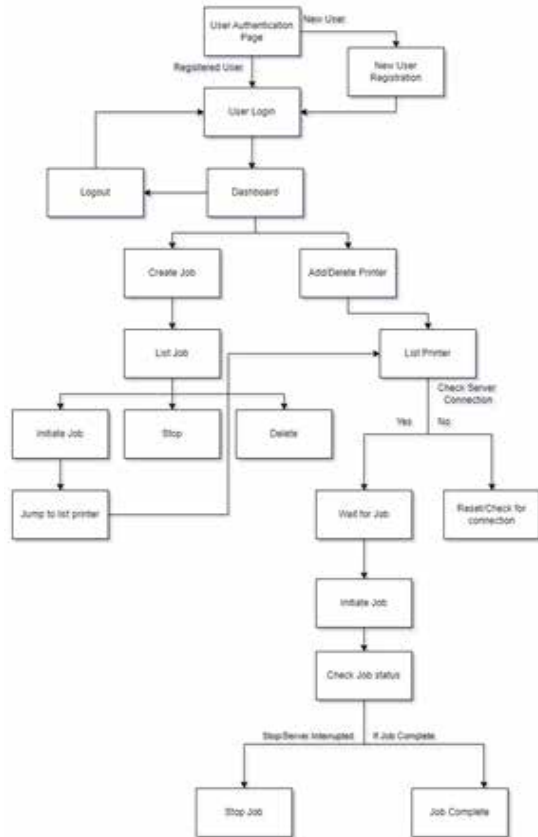 User Authentication
Page
New User.
Registered User.
New User
Registration
User Login
Logout
Dashboard
Create Job
Add/Delete Printer
List Job
List Printer
Check Server
Connection
Initiate Job
Stop
Delete
Yes.
No.
Jump to list printer
Wait for Job
Reset/Check for
connection
Initiate Job
Check Job status
Stop/Server Interrupted.
If Job Complete.
Stop Job
Job Complete